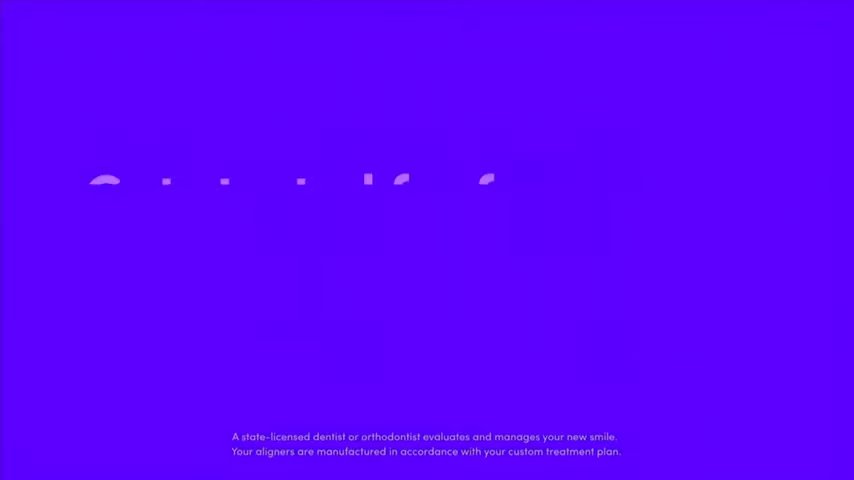 A state-licensed dentist or orthodontist evaluates and manages your new smile.
Your aligners are manufactured in accordance with your custom treatment plan.